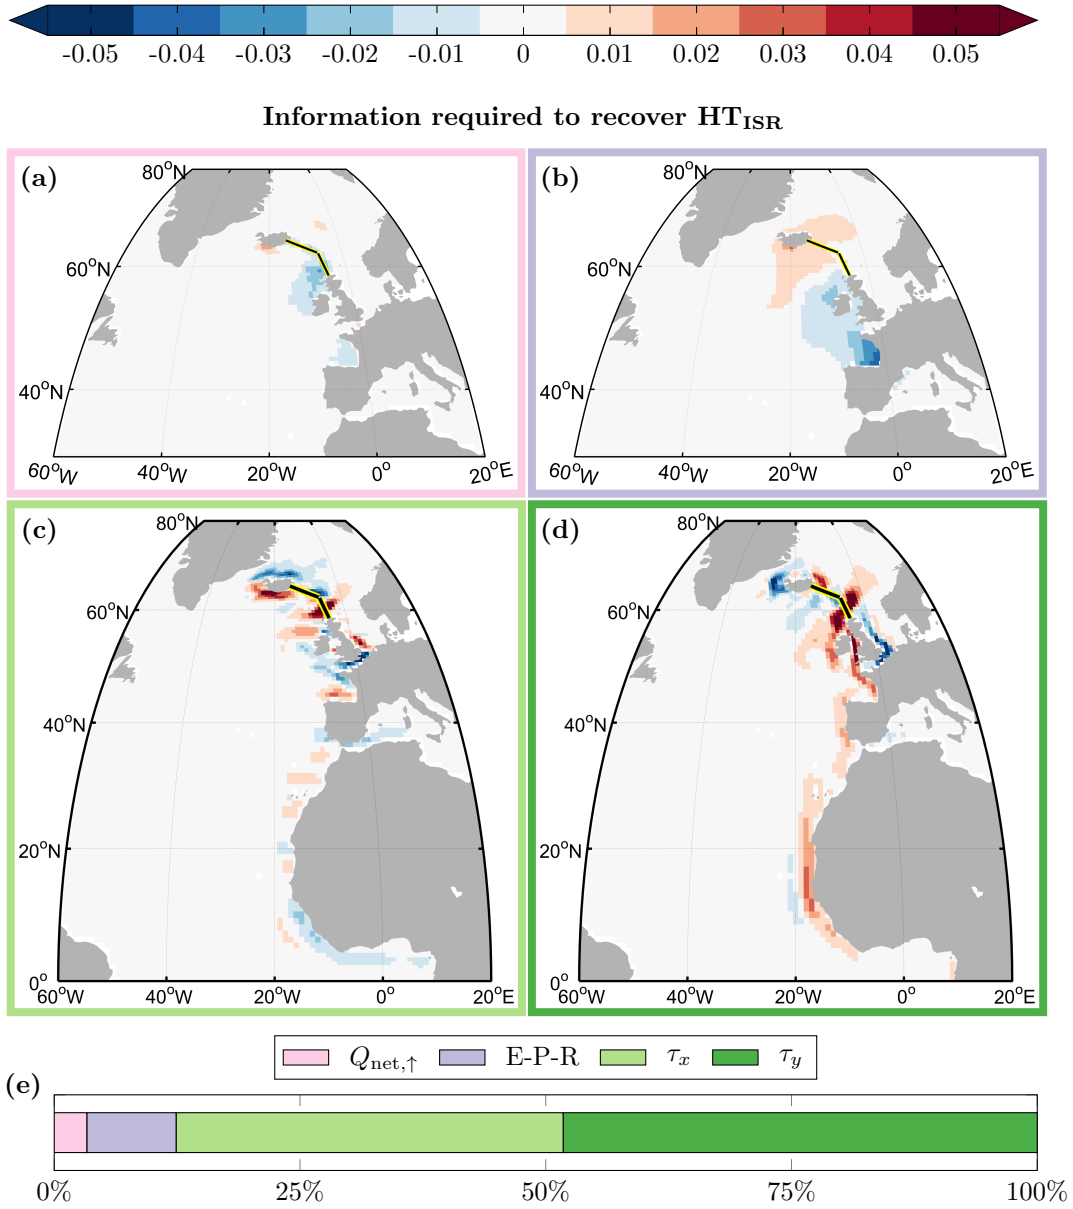 -0.05 -0.04 -0.03 -0.02 -0.01 0 0.01 0.02 0.03 0.04 0.05
Information required to recover HT_ISR
(a) 80°N
60°N
40°N
60°W 40°W 20°W 0° 20°E
(b) 80°N
60°N
40°N
60°W 40°W 20°W 0° 20°E
(c) 80°N
60°N
40°N
20°N
0°
60°W 40°W 20°W 0° 20°E
(d) 80°N
60°N
40°N
20°N
0°
60°W 40°W 20°W 0° 20°E
Q_net,↑ E-P-R τ_x τ_y
(e)
0% 25% 50% 75% 100%